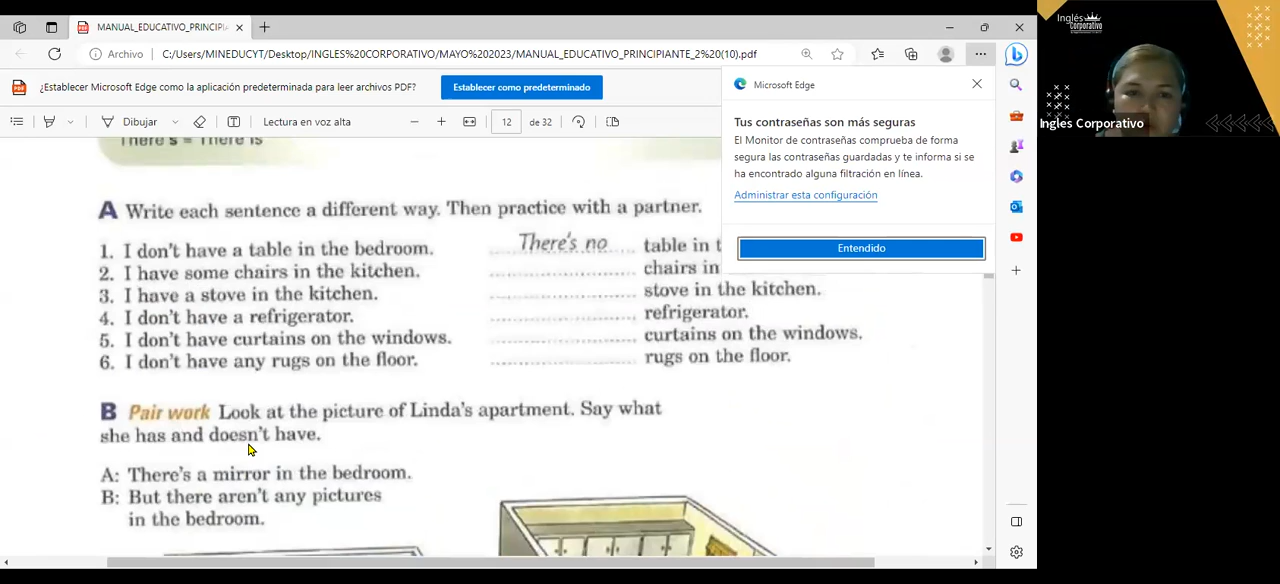 MANUAL_EDUCATIVO_PRINCIPI
Archivo
C:/Users/MINEDUCYT/Desktop/INGLES%20CORPORATIVO/MAYO%202023/MANUAL_EDUCATIVO_PRINCIPIANTE_2%20(10).pdf
¿Establecer Microsoft Edge como la aplicación predeterminada para leer archivos PDF?
Establecer como predeterminado
Dibujar
Lectura en voz alta
12
de 32
Microsoft Edge
Tus contraseñas son más seguras
El Monitor de contraseñas comprueba de forma
segura las contraseñas guardadas y te informa si se
ha encontrado alguna filtración en línea.
Administrar esta configuración
Entendido
There's = There is
A Write each sentence a different way. Then practice with a partner.
1. I don't have a table in the bedroom. There's no table in t
2. I have some chairs in the kitchen. chairs in
3. I have a stove in the kitchen. stove in the kitchen.
4. I don't have a refrigerator. refrigerator.
5. I don't have curtains on the windows. curtains on the windows.
6. I don't have any rugs on the floor. rugs on the floor.
B Pair work Look at the picture of Linda's apartment. Say what
she has and doesn't have.
A: There's a mirror in the bedroom.
B: But there aren't any pictures
in the bedroom.
Inglés
Corporativo
Ingles Corporativo